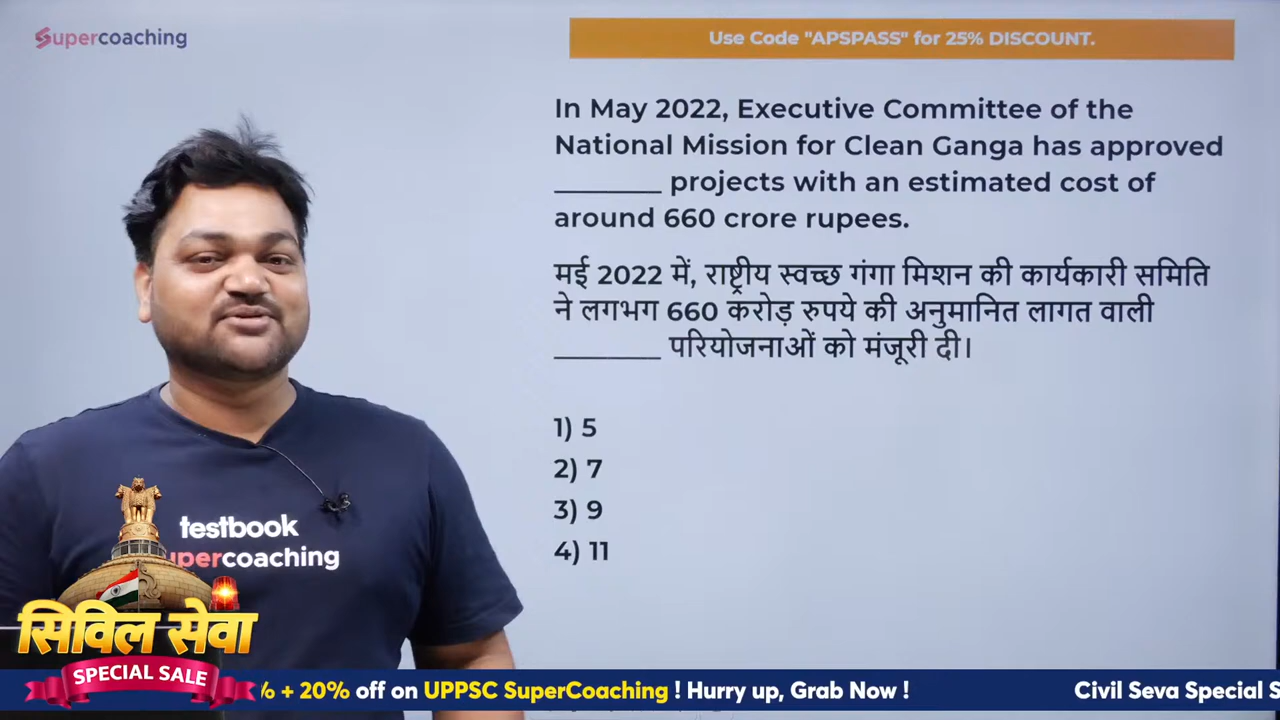 Supercoaching
Use Code "APSPASS" for 25% DISCOUNT.
In May 2022, Executive Committee of the
National Mission for Clean Ganga has approved
_______ projects with an estimated cost of
around 660 crore rupees.
मई 2022 में, राष्ट्रीय स्वच्छ गंगा मिशन की कार्यकारी समिति
ने लगभग 660 करोड़ रुपये की अनुमानित लागत वाली
_______ परियोजनाओं को मंजूरी दी।
1) 5
2) 7
3) 9
4) 11
testbook
upercoaching
सिविल सेवा
SPECIAL SALE
% + 20% off on UPPSC SuperCoaching ! Hurry up, Grab Now !
Civil Seva Special S